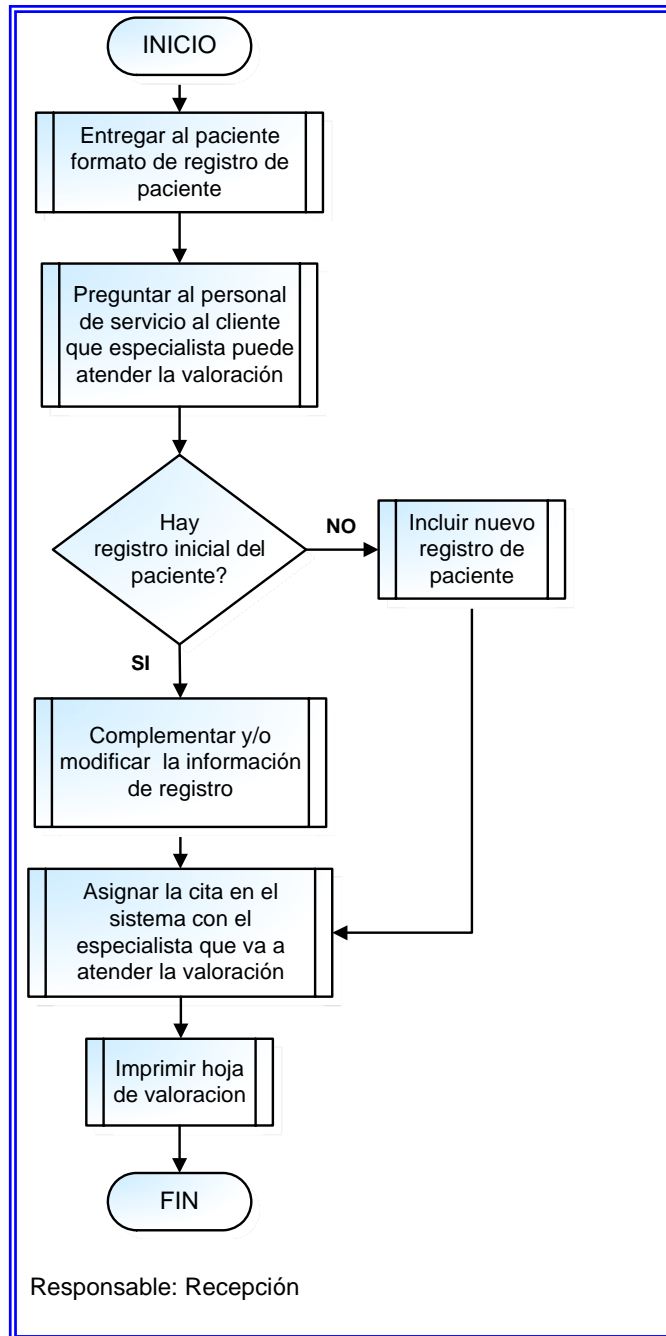 INICIO
Entregar al paciente
formato de registro de
paciente
Preguntar al personal
de servicio al cliente
que especialista puede
atender la valoración
Hay
registro inicial del
paciente?
NO
Incluir nuevo
registro de
paciente
SI
Complementar y/o
modificar la información
de registro
Asignar la cita en el
sistema con el
especialista que va a
atender la valoración
Imprimir hoja
de valoracion
FIN
Responsable: Recepción